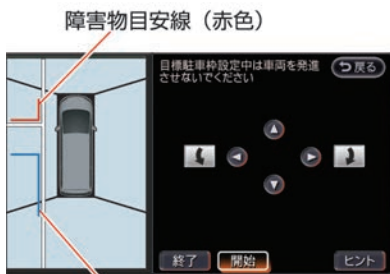 障害物目安線（赤色）
目標駐車枠設定中は車両を発進
させないでください
戻る
終了
開始
ヒント